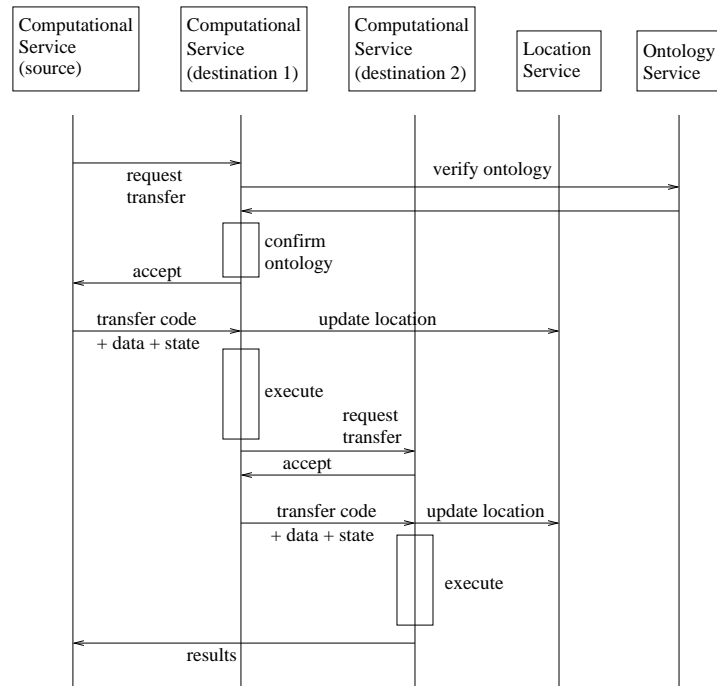 Computational
Service
(source)
Computational
Service
(destination 1)
Computational
Service
(destination 2)
Location
Service
Ontology
Service
request
transfer
verify ontology
confirm
ontology
accept
transfer code
+ data + state
update location
execute
request
transfer
accept
transfer code
+ data + state
update location
execute
results